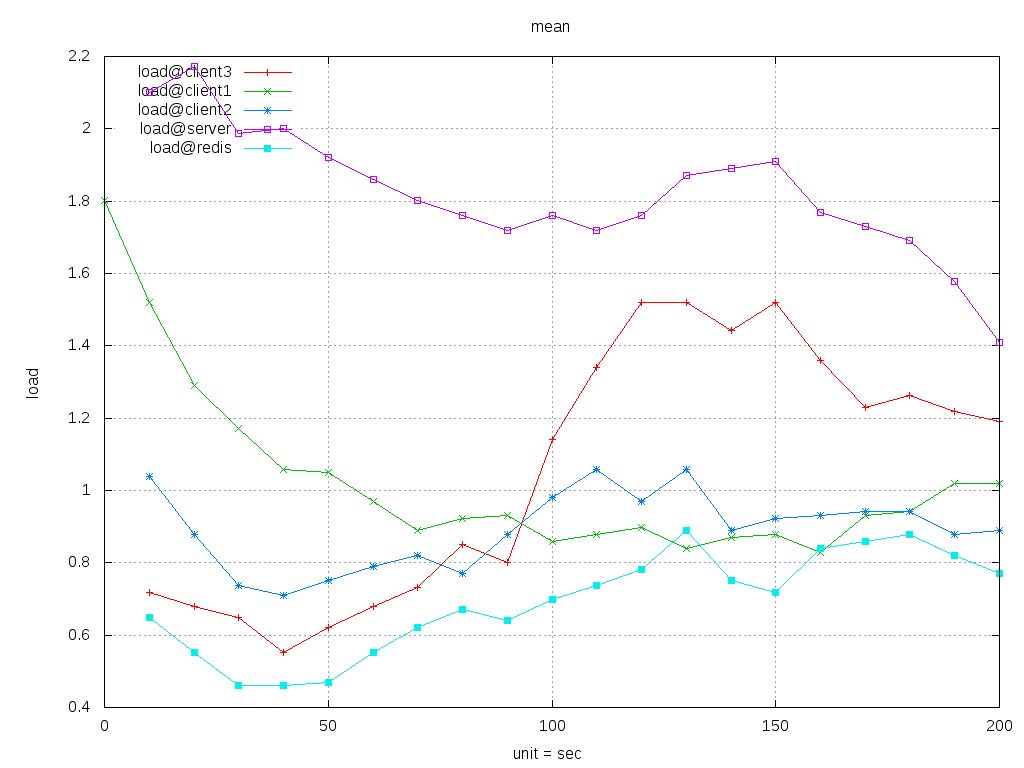 mean
2.2
2
1.8
1.6
1.4
1.2
1
0.8
0.6
0.4
load
load@client3
load@client1
load@client2
load@server
load@redis
0 50 100 150 200
unit = sec